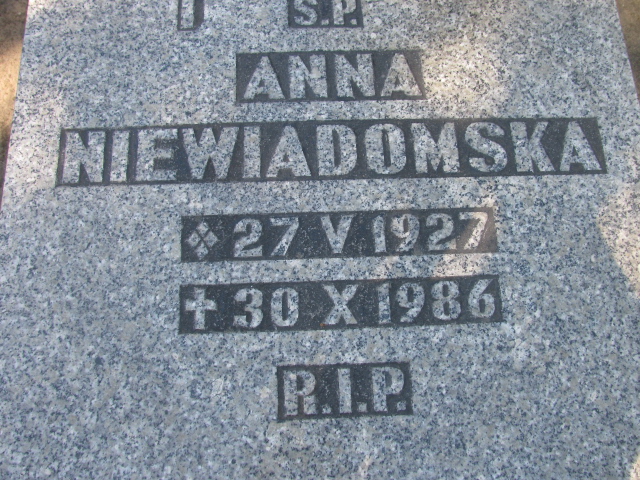 S.P.
ANNA
NIEWIADOMSKA
❖ 27 V 1927
✝ 30 X 1986
R.I.P.